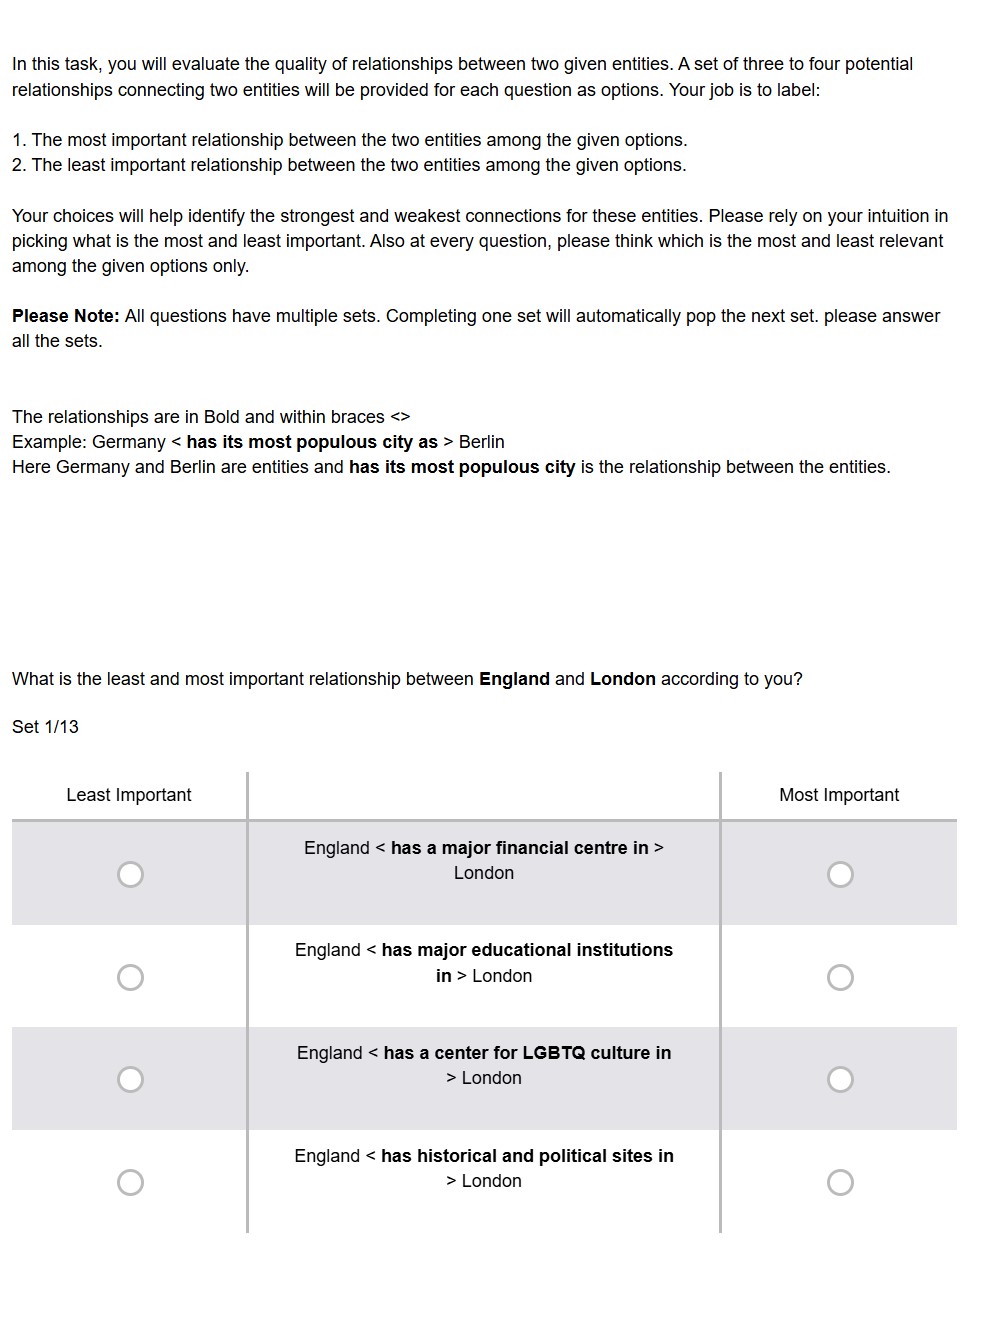 In this task, you will evaluate the quality of relationships between two given entities. A set of three to four potential
relationships connecting two entities will be provided for each question as options. Your job is to label:
1. The most important relationship between the two entities among the given options.
2. The least important relationship between the two entities among the given options.
Your choices will help identify the strongest and weakest connections for these entities. Please rely on your intuition in
picking what is the most and least important. Also at every question, please think which is the most and least relevant
among the given options only.
Please Note: All questions have multiple sets. Completing one set will automatically pop the next set. please answer
all the sets.
The relationships are in Bold and within braces <>
Example: Germany < has its most populous city as > Berlin
Here Germany and Berlin are entities and has its most populous city is the relationship between the entities.
What is the least and most important relationship between England and London according to you?
Set 1/13
Least Important
Most Important
England < has a major financial centre in >
London
England < has major educational institutions
in > London
England < has a center for LGBTQ culture in
> London
England < has historical and political sites in
> London